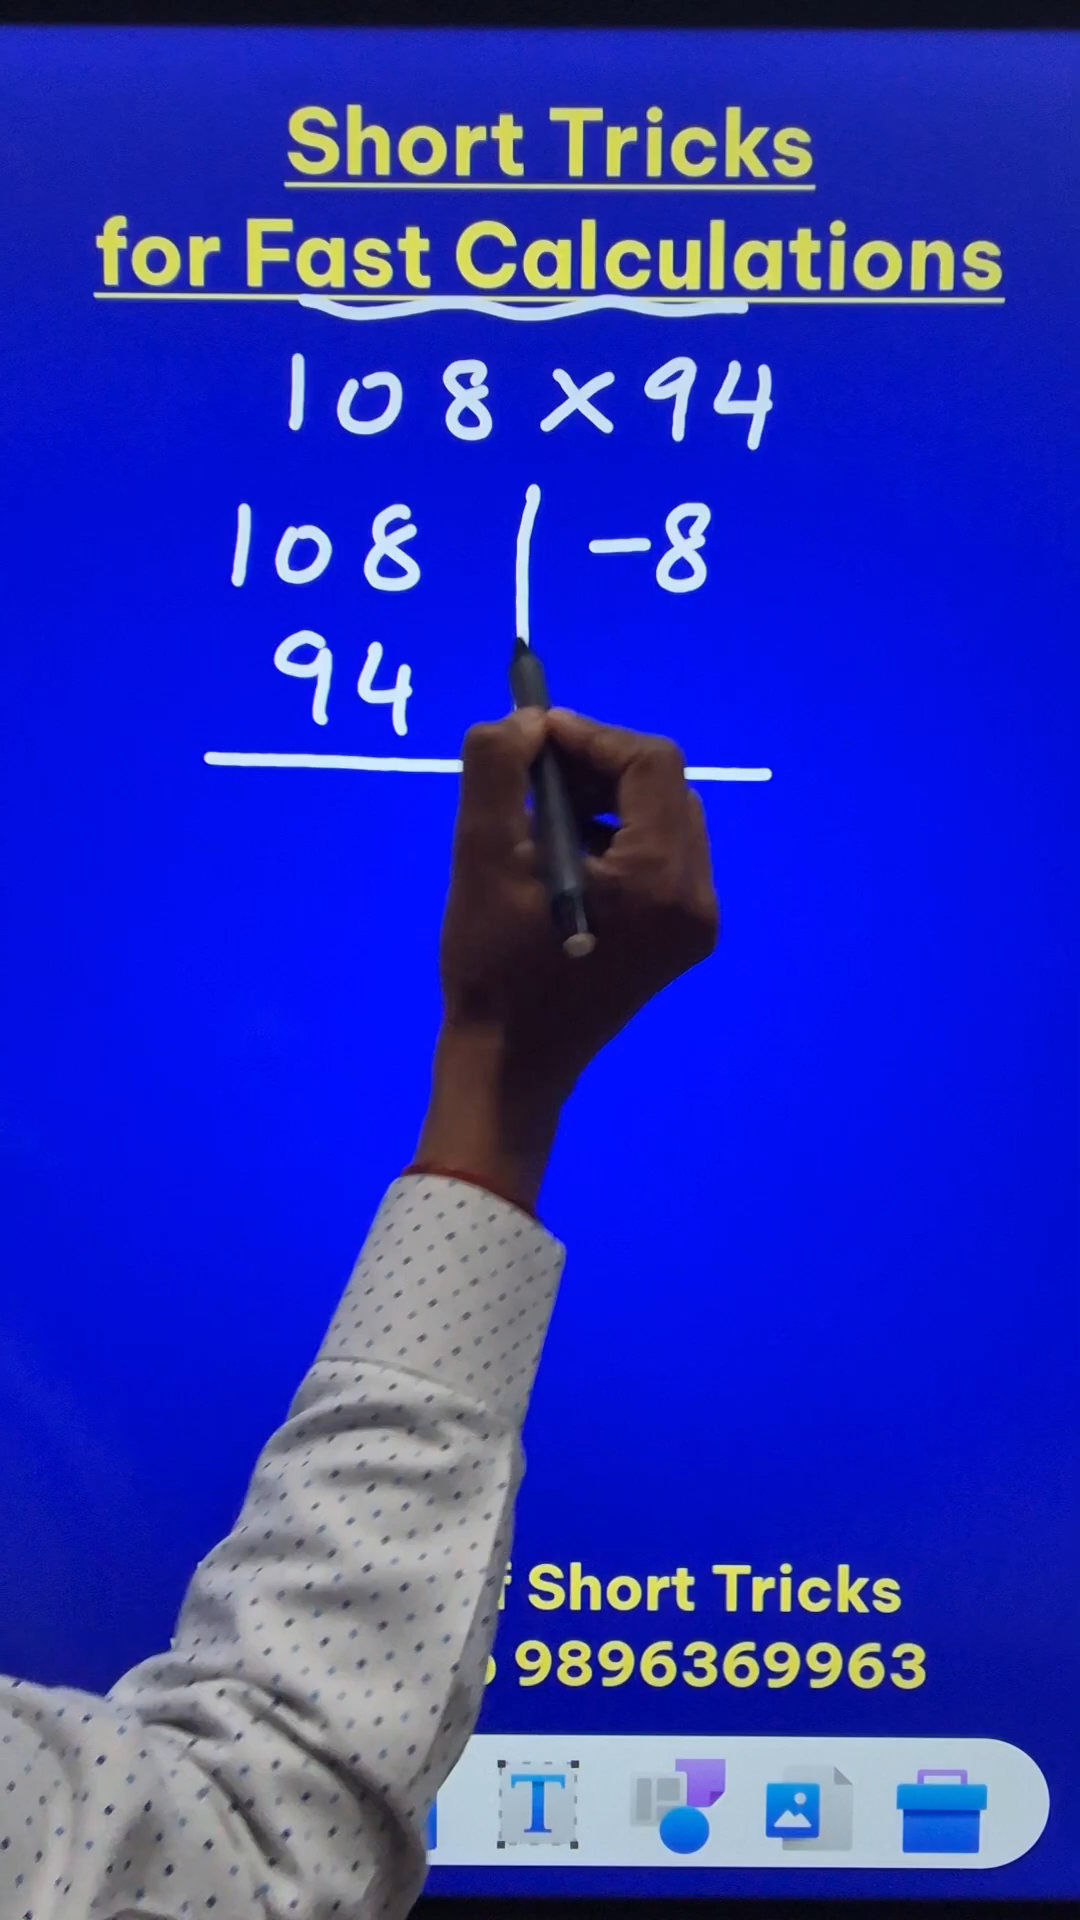 Short Tricks
for Fast Calculations
108 × 94
108 | -8
94
Short Tricks
9896369963
T